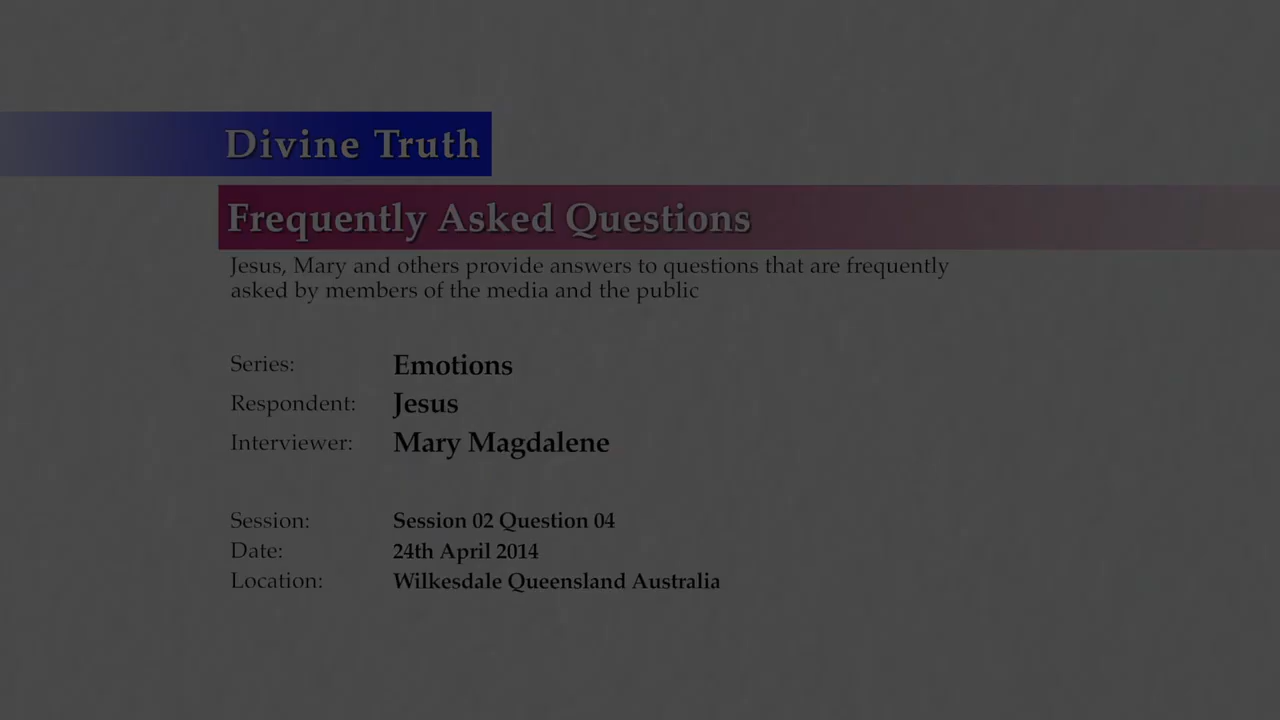 Divine Truth
Frequently Asked Questions
Jesus, Mary and others provide answers to questions that are frequently
asked by members of the media and the public
Series: Emotions
Respondent: Jesus
Interviewer: Mary Magdalene
Session: Session 02 Question 04
Date: 24th April 2014
Location: Wilkesdale Queensland Australia